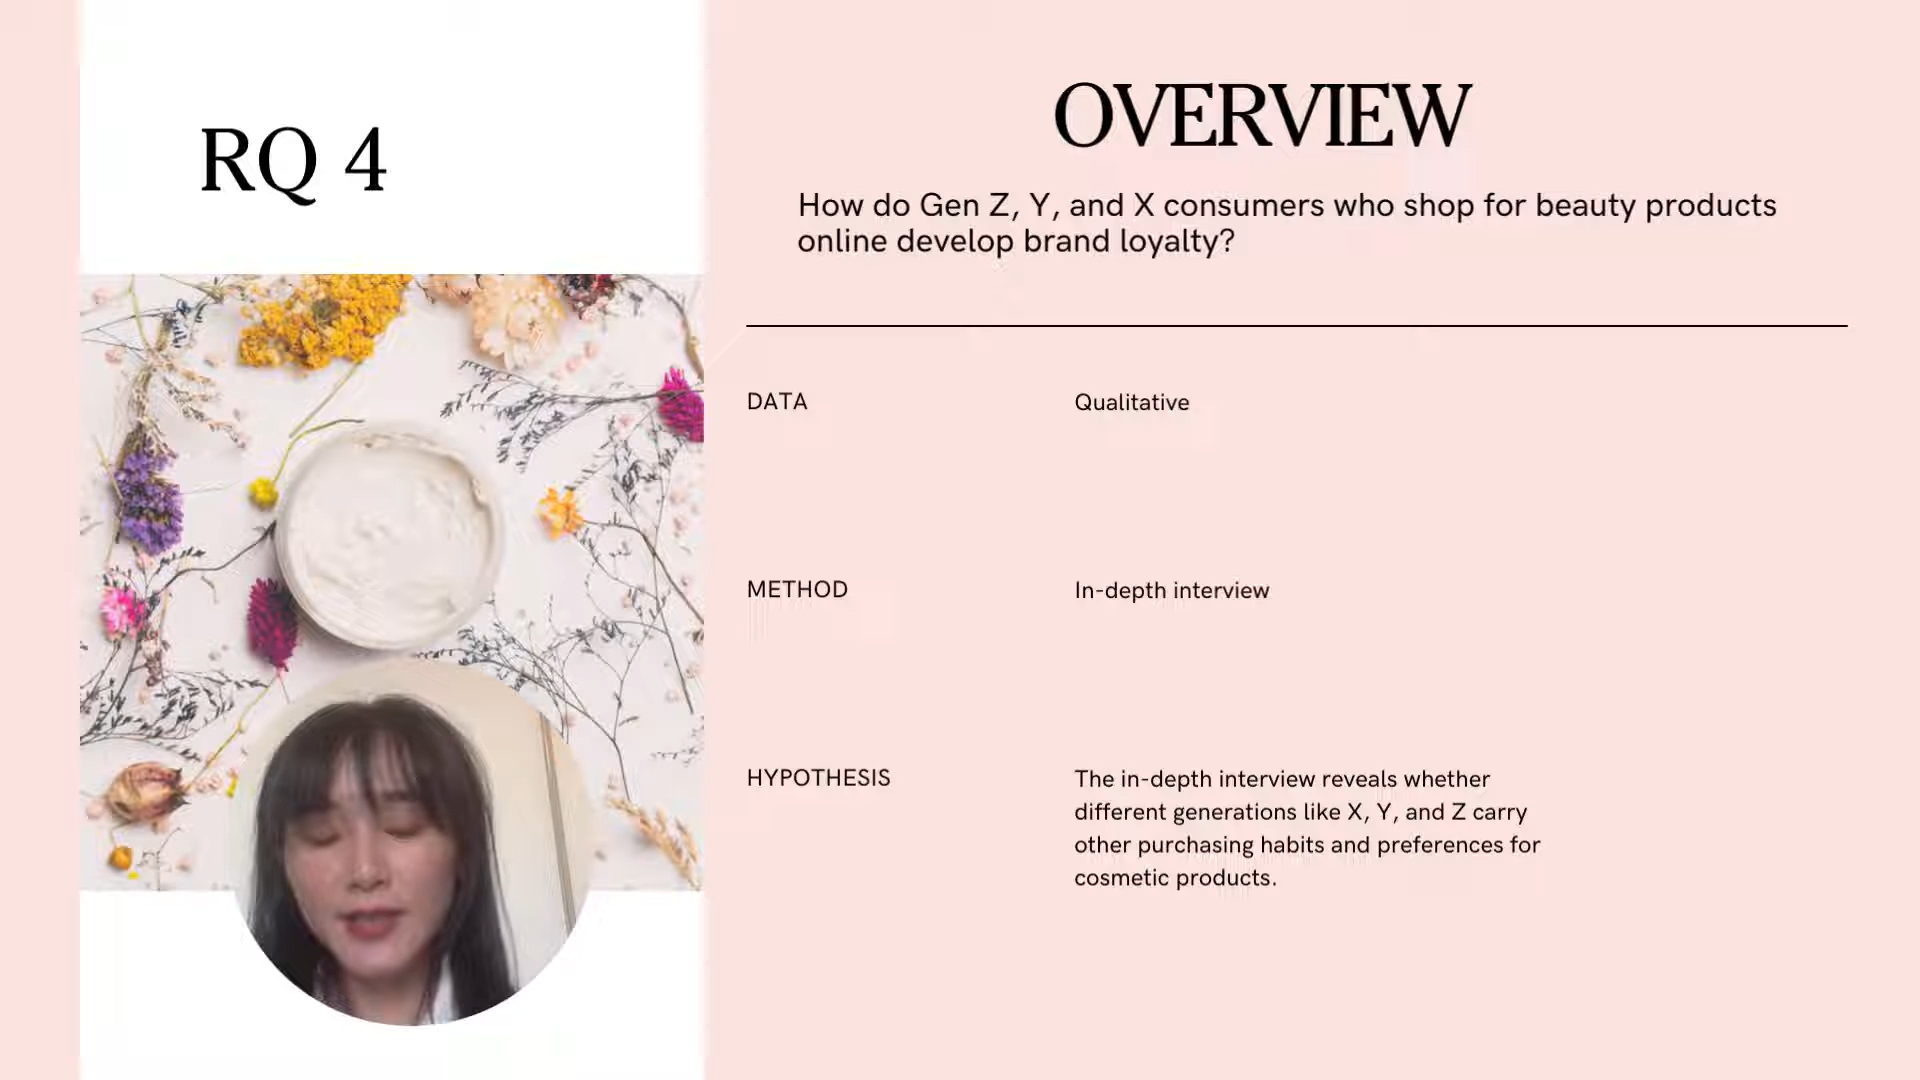 RQ 4
OVERVIEW
How do Gen Z, Y, and X consumers who shop for beauty products
online develop brand loyalty?
DATA
Qualitative
METHOD
In-depth interview
HYPOTHESIS
The in-depth interview reveals whether
different generations like X, Y, and Z carry
other purchasing habits and preferences for
cosmetic products.